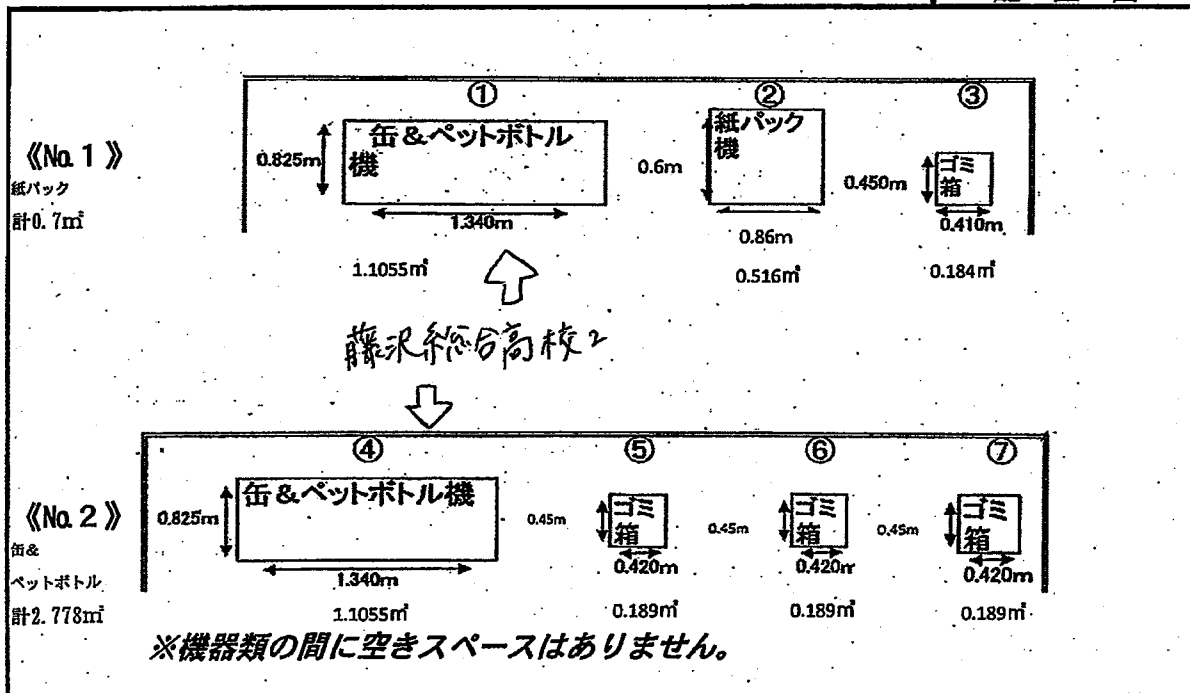 ① ② ③
缶&ペットボトル機
紙パック機
ゴミ箱
《No.1》
紙パック
計0.7㎡
0.825m
0.6m
0.450m
1.340m
0.86m
0.410m
1.1055㎡
0.516㎡
0.184㎡
藤沢総合高校2
④ ⑤ ⑥ ⑦
缶&ペットボトル機
ゴミ箱
ゴミ箱
ゴミ箱
《No.2》
缶&
ペットボトル
計2.778㎡
0.825m
0.45m
0.45m
0.45m
1.340m
0.420m
0.420m
0.420m
1.1055㎡
0.189㎡
0.189㎡
0.189㎡
※機器類の間に空きスペースはありません。